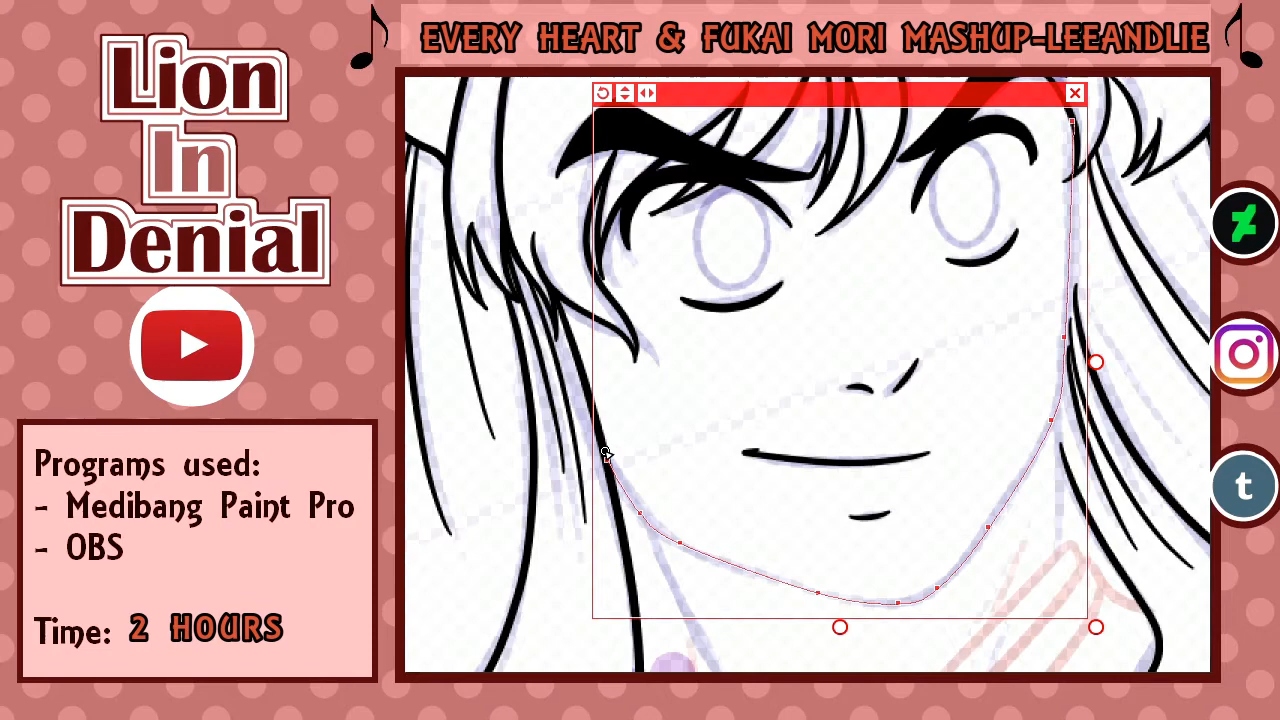 EVERY HEART & FUKAI MORI MASHUP-LEEANDLIE
Lion
In
Denial
Programs used:
- Medibang Paint Pro
- OBS
Time: 2 HOURS
t